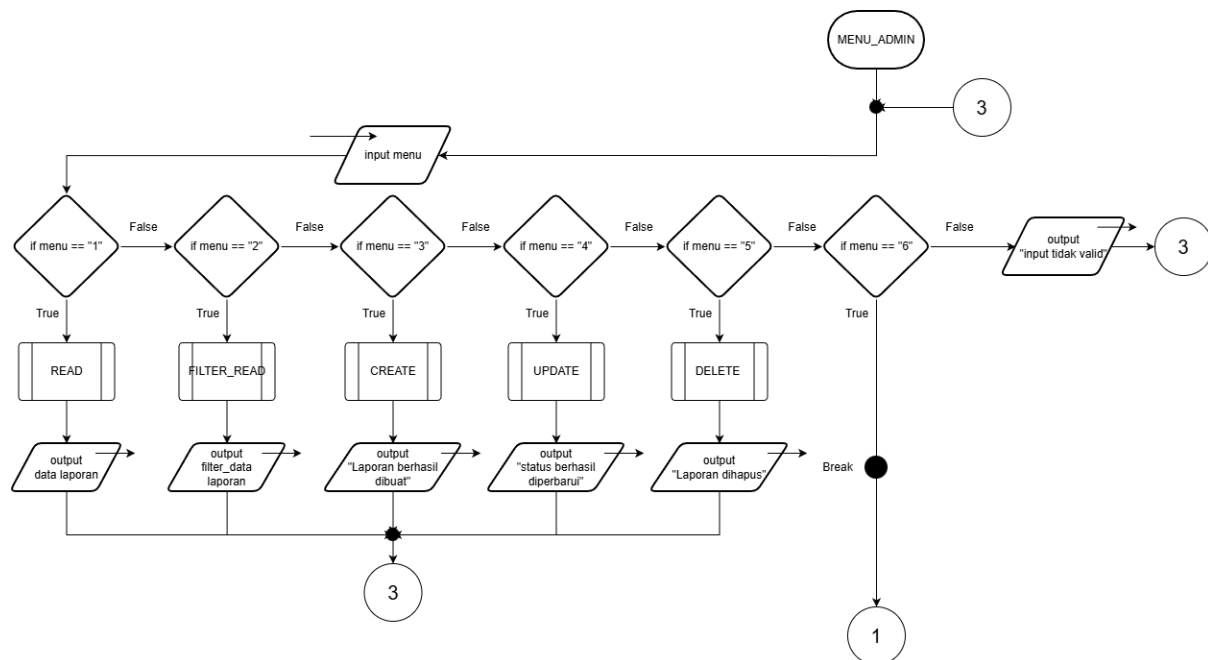 MENU_ADMIN
3
input menu
if menu == "1"
False
if menu == "2"
False
if menu == "3"
False
if menu == "4"
False
if menu == "5"
False
if menu == "6"
False
output
"input tidak valid"
3
True
True
True
True
True
True
READ
FILTER_READ
CREATE
UPDATE
DELETE
output
data laporan
output
filter_data
laporan
output
"Laporan berhasil
dibuat"
output
"status berhasil
diperbarui"
output
"Laporan dihapus"
Break
3
1